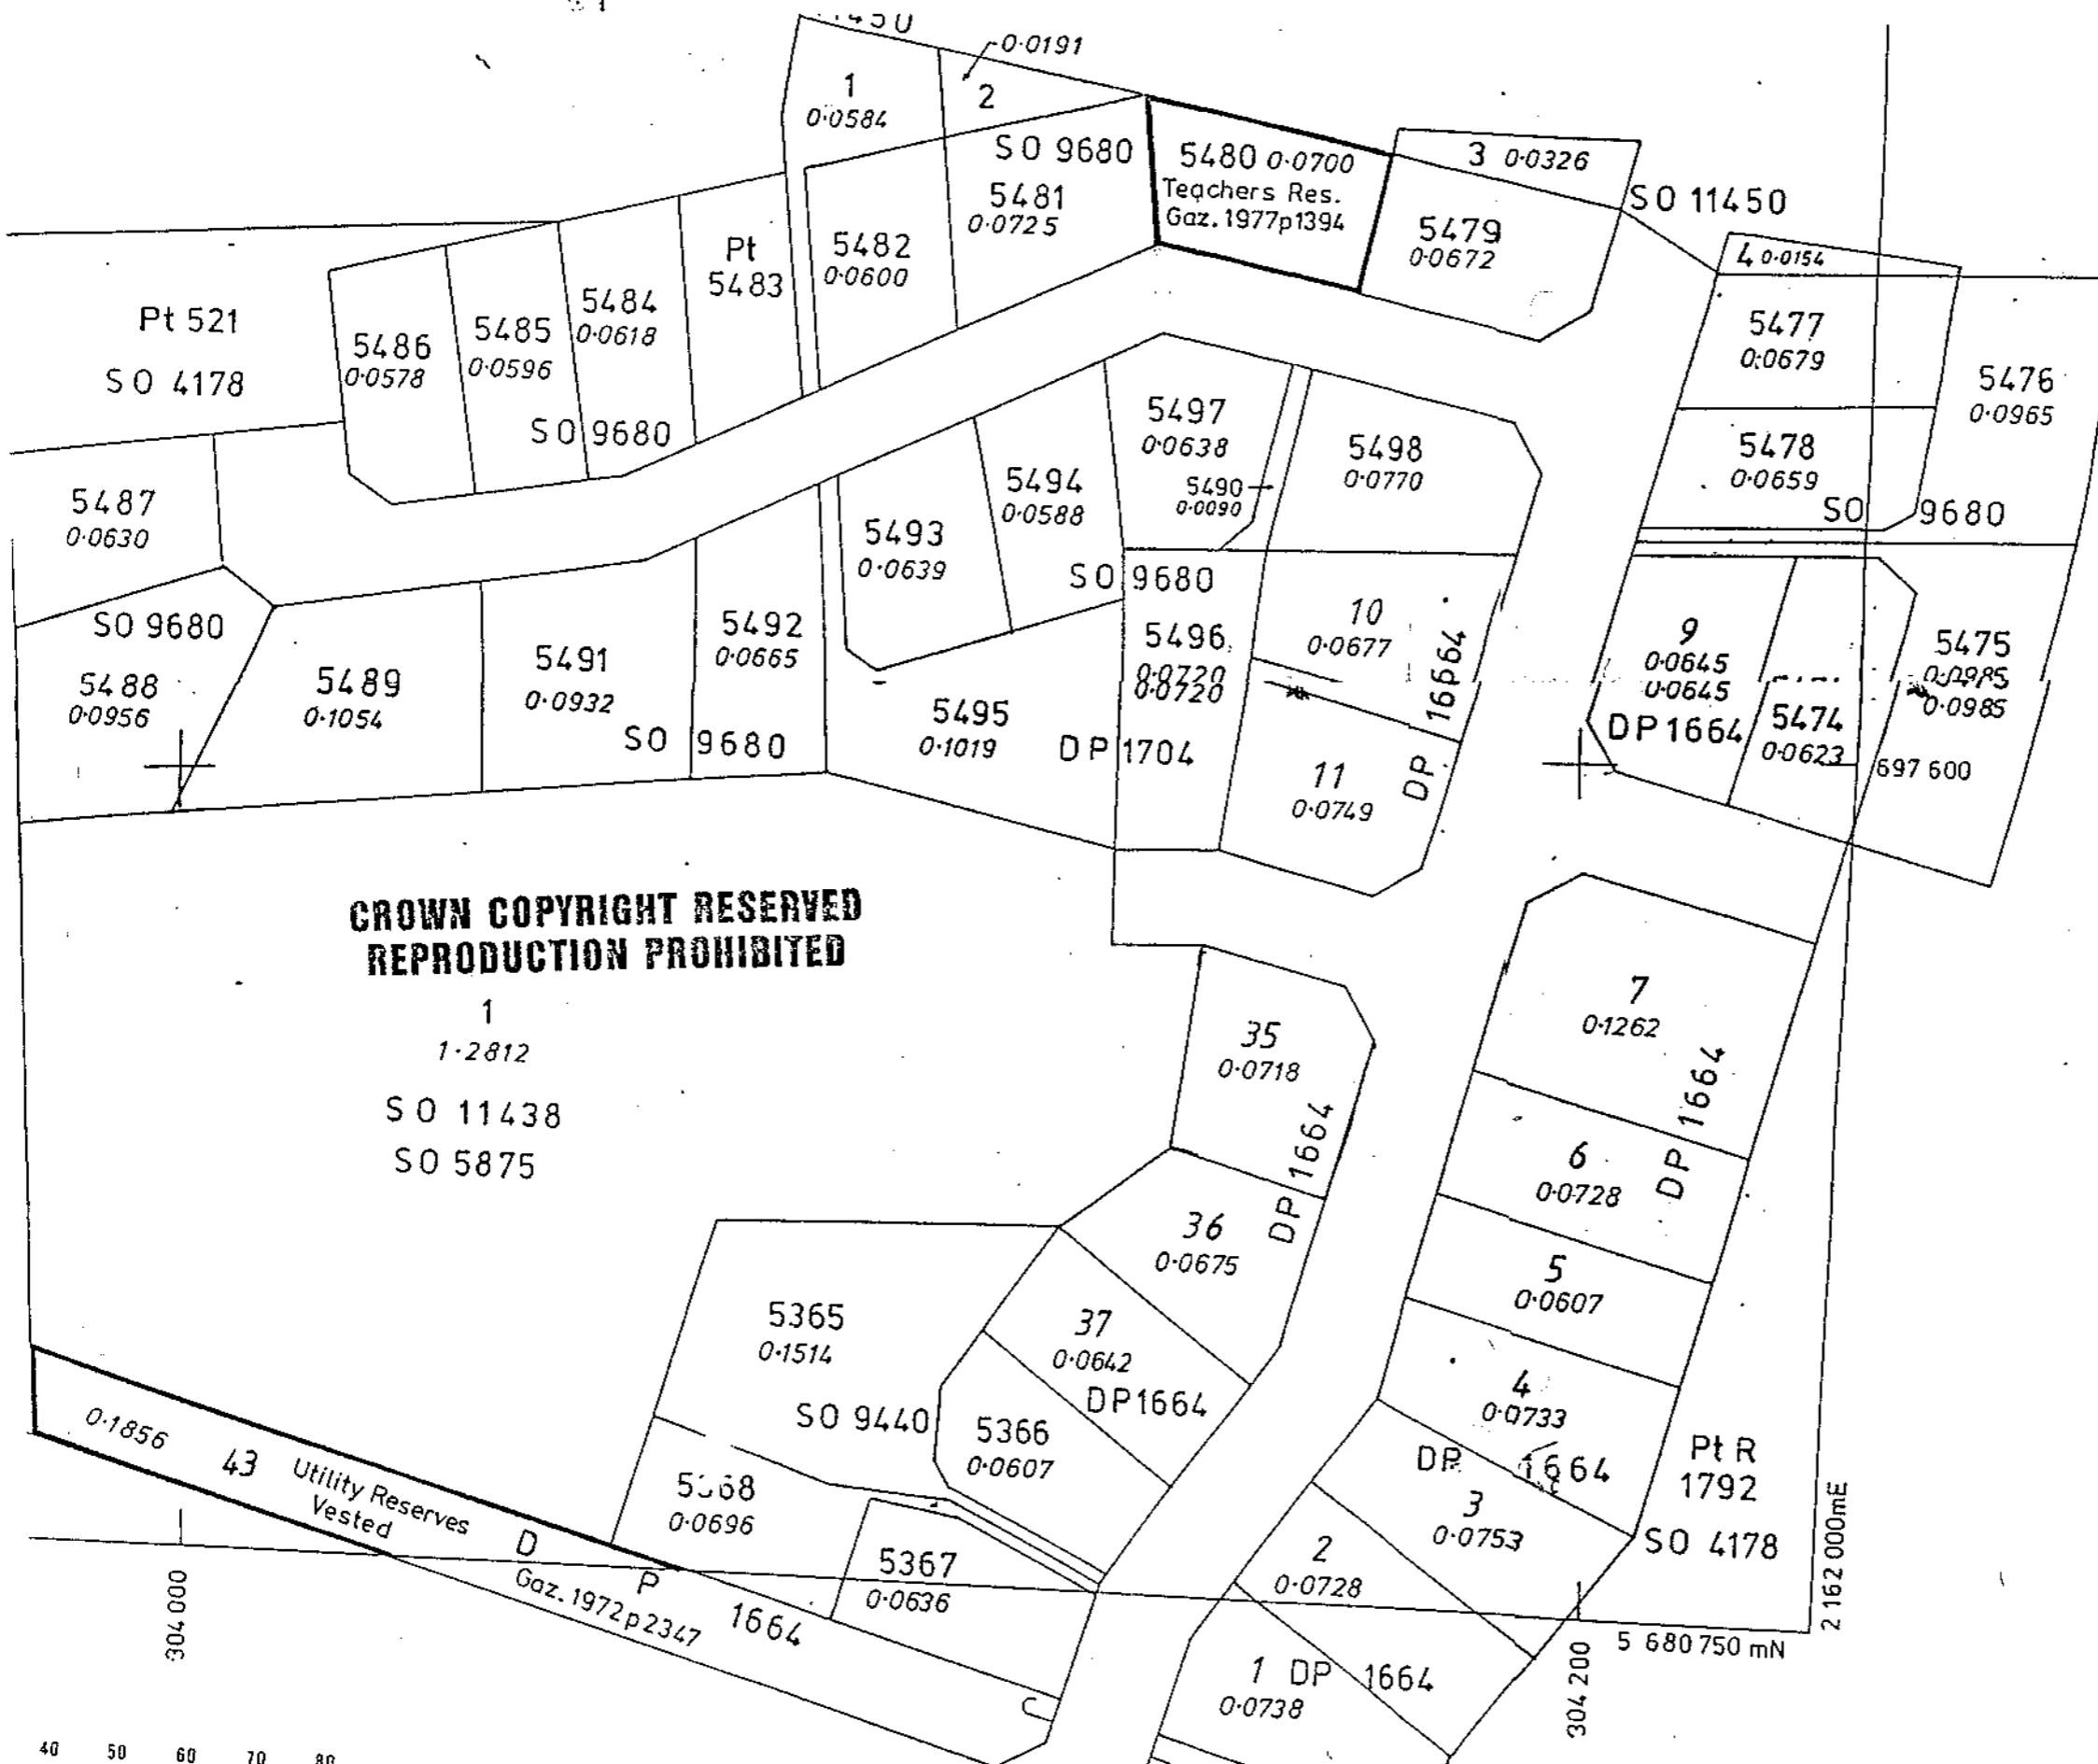 0·0191
1
0·0584
2
SO 9680
5480 0·0700
Teachers Res.
Gaz. 1977p1394
3 0·0326
SO 11450
5481
0·0725
5479
0·0672
4 0·0154
Pt
5483
5482
0·0600
5484
0·0618
5485
0·0596
5486
0·0578
Pt 521
SO 4178
SO 9680
5477
0·0679
5476
0·0965
5478
0·0659
SO 9680
5497
0·0638
5490
0·0090
5498
0·0770
5494
0·0588
5493
0·0639
SO 9680
5487
0·0630
SO 9680
5488
0·0956
5489
0·1054
5491
0·0932
SO 9680
5492
0·0665
5495
0·1019
DP 1704
5496
0·0720
0·0720
10
0·0677
11
0·0749
DP 1664
9
0·0645
0·0645
DP 1664
5474
0·0623
5475
0·0985
0·0985
697 600
CROWN COPYRIGHT RESERVED
REPRODUCTION PROHIBITED
1
1·2812
SO 11438
SO 5875
35
0·0718
DP 1664
36
0·0675
37
0·0642
DP 1664
7
0·1262
DP 1664
6
0·0728
5
0·0607
4
0·0733
DP 1664
3
0·0753
2
0·0728
1 DP 1664
0·0738
Pt R
1792
SO 4178
5365
0·1514
SO 9440
5366
0·0607
0·0696
5367
0·0636
0·1856
43 Utility Reserves
Vested
DP 1664
Gaz. 1972p2347
304 000
304 200
5 680 750 mN
2 162 000mE
40 50 60 70 80